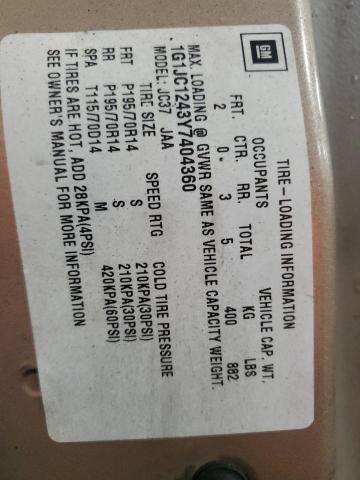 GM
TIRE-LOADING INFORMATION
OCCUPANTS VEHICLE CAP. WT.
FRT. CTR. RR. TOTAL KG LBS
2 0. 3 5 400 882
MAX. LOADING @ GVWR SAME AS VEHICLE CAPACITY WEIGHT.
1G1JC1243Y7404360
MODEL: JC37 JAA
TIRE SIZE SPEED RTG COLD TIRE PRESSURE
FRT P195/70R14 S 210KPA(30PSI)
RR P195/70R14 S 210KPA(30PSI)
SPA T115/70D14 M 420KPA(60PSI)
IF TIRES ARE HOT, ADD 28KPA(4PSI)
SEE OWNER'S MANUAL FOR MORE INFORMATION